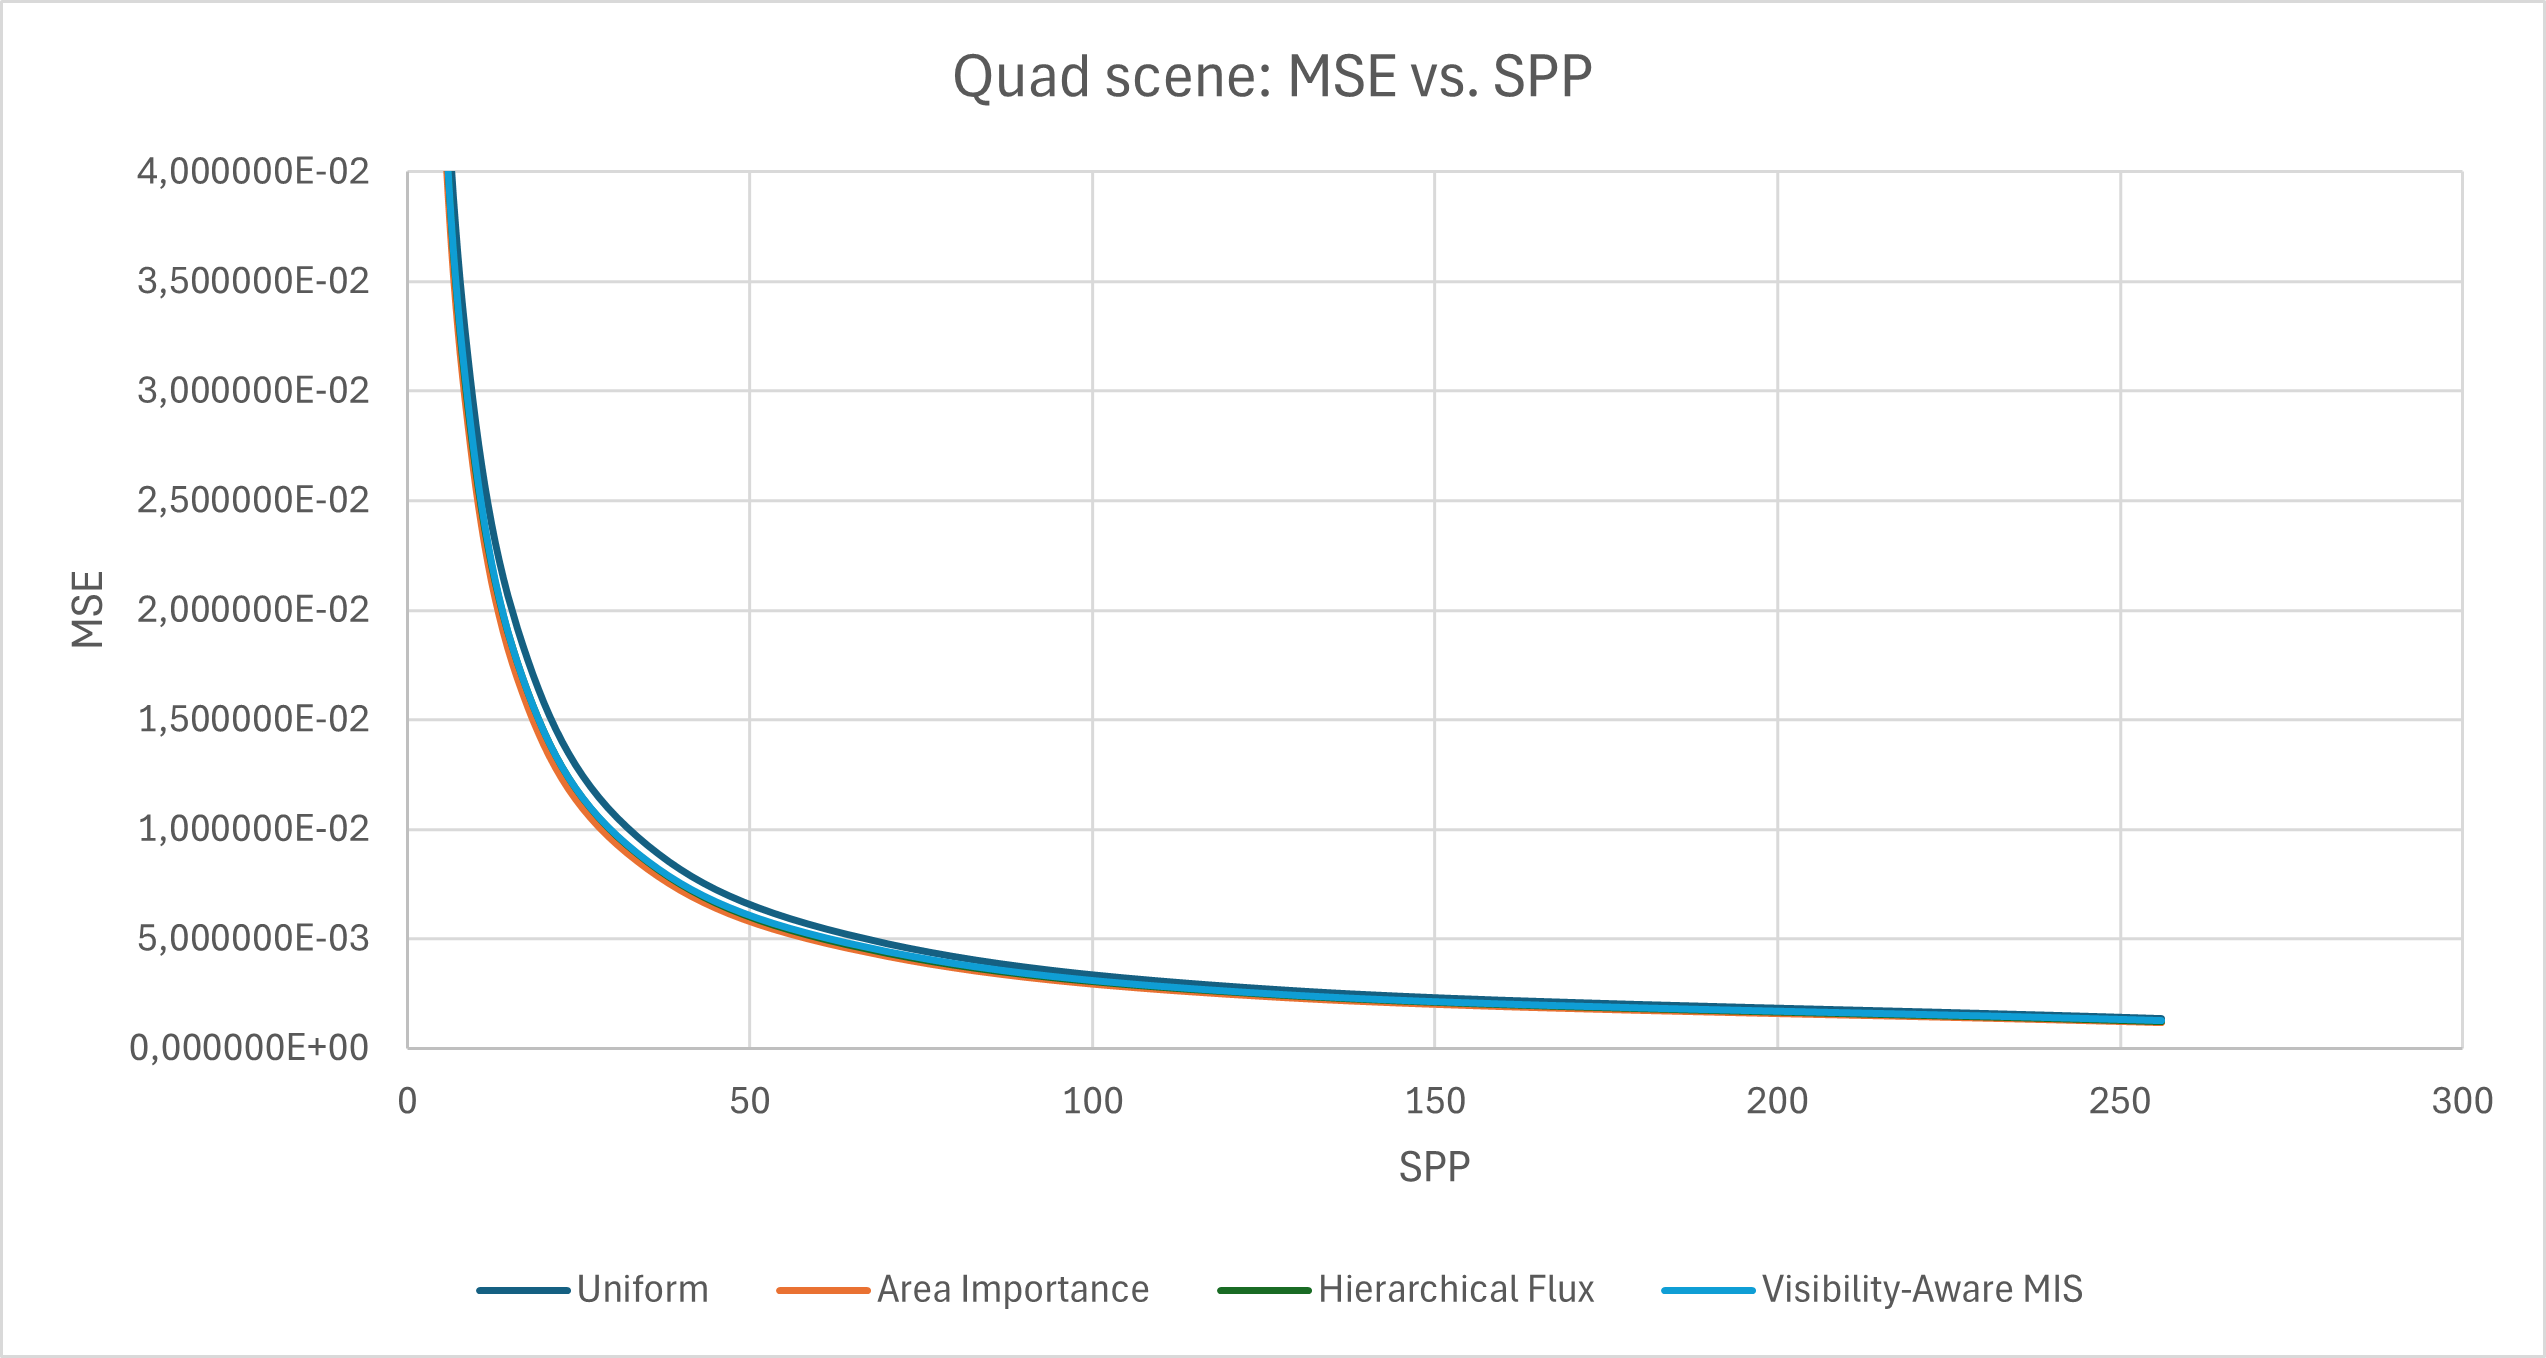 Quad scene: MSE vs. SPP
4,000000E-02
3,500000E-02
3,000000E-02
2,500000E-02
2,000000E-02
1,500000E-02
1,000000E-02
5,000000E-03
0,000000E+00
MSE
0 50 100 150 200 250 300
SPP
Uniform Area Importance Hierarchical Flux Visibility-Aware MIS